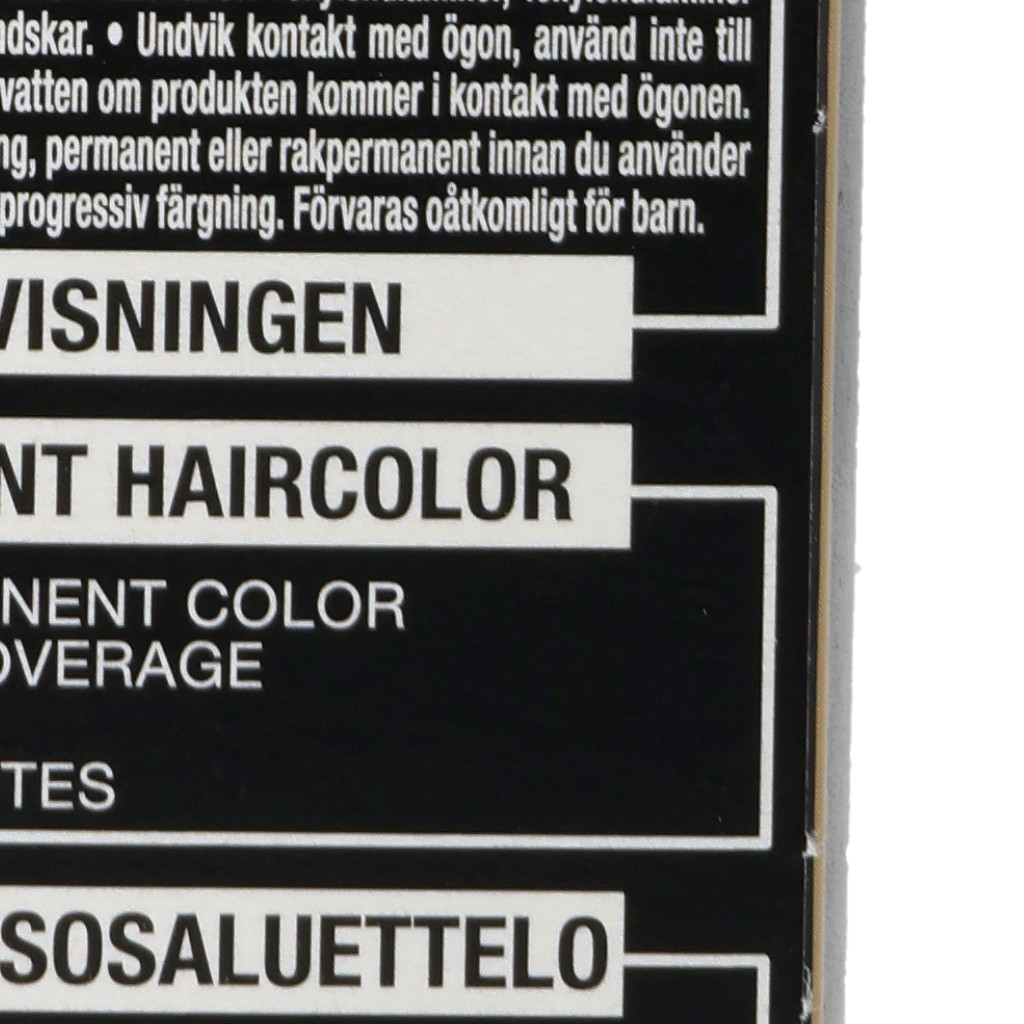 ndskar. • Undvik kontakt med ögon, använd inte till
vatten om produkten kommer i kontakt med ögonen.
ng, permanent eller rakpermanent innan du använder
progressiv färgning. Förvaras oåtkomligt för barn.
VISNINGEN
NT HAIRCOLOR
NENT COLOR
OVERAGE
TES
SOSALUETTELO